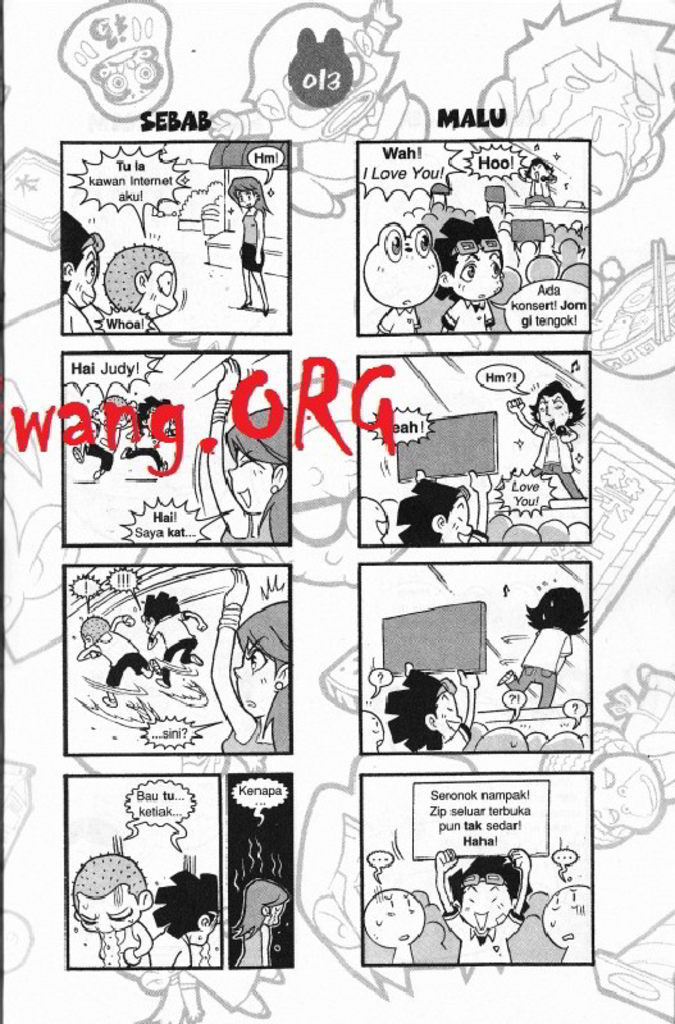 013
SEBAB
Tu la
kawan Internet
aku!
Hm!
Whoa!
Hai Judy!
Hai!
Saya kat...
!
!!!
....sini?
Bau tu...
ketiak...
Kenapa
...
MALU
Wah!
I Love You!
Hoo!
Ada
konsert! Jom
gi tengok!
Hm?!
eah!
Love
You!
?
?!
?
Seronok nampak!
Zip seluar terbuka
pun tak sedar!
Haha!
....
....
wang.ORG